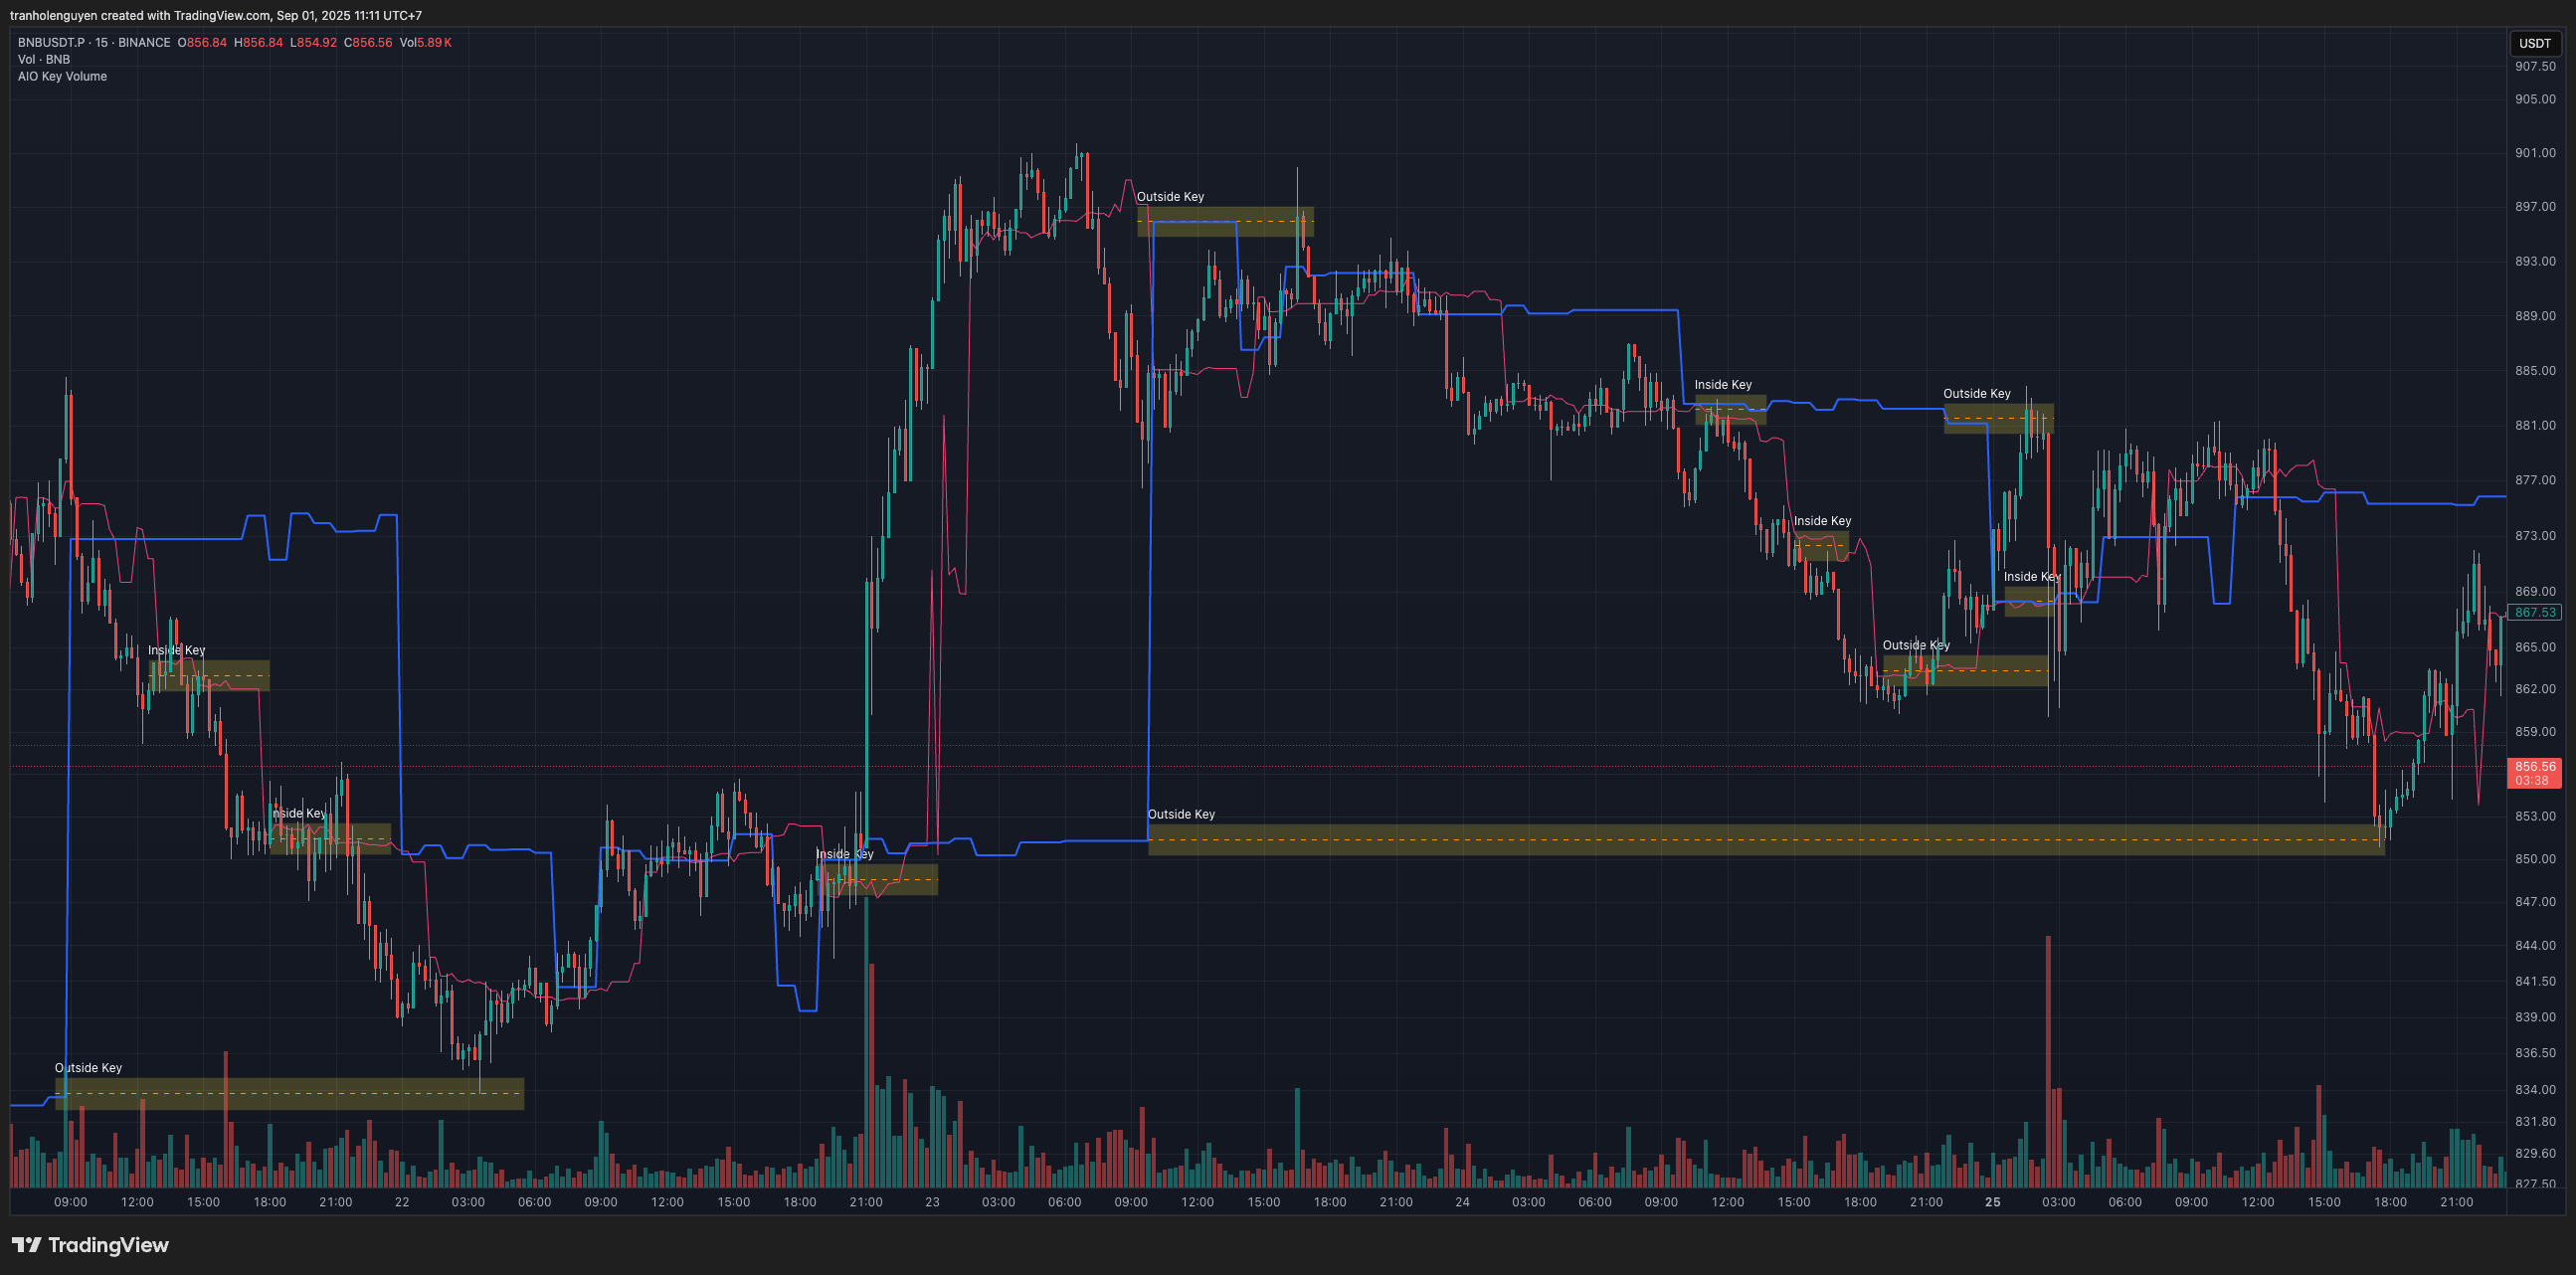 tranholenguyen created with TradingView.com, Sep 01, 2025 11:11 UTC+7
BNBUSDT.P · 15 · BINANCE O856.84 H856.84 L854.92 C856.56 Vol5.89 K
Vol · BNB
AIO Key Volume
USDT
907.50
905.00
901.00
Outside Key
897.00
893.00
889.00
Inside Key
885.00
Outside Key
881.00
877.00
Inside Key
873.00
Inside Key
869.00
867.53
Inside Key
Outside Key
865.00
862.00
859.00
856.56
03:38
nside Key
Outside Key
853.00
Inside Key
850.00
847.00
844.00
841.50
839.00
836.50
Outside Key
834.00
831.80
829.60
827.50
09:00 12:00 15:00 18:00 21:00 22 03:00 06:00 09:00 12:00 15:00 18:00 21:00 23 03:00 06:00 09:00 12:00 15:00 18:00 21:00 24 03:00 06:00 09:00 12:00 15:00 18:00 21:00 25 03:00 06:00 09:00 12:00 15:00 18:00 21:00
TradingView